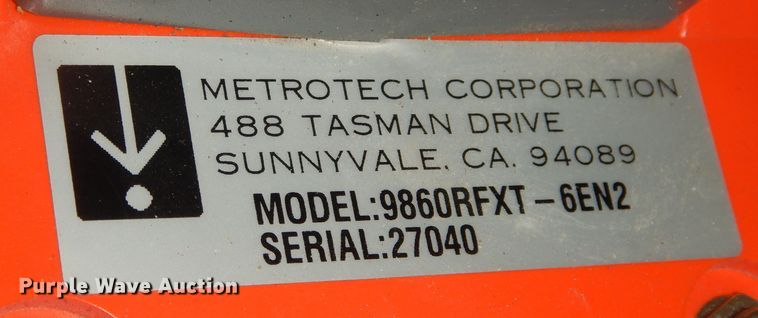 METROTECH CORPORATION
488 TASMAN DRIVE
SUNNYVALE, CA. 94089
MODEL:9860RFXT-6EN2
SERIAL:27040
Purple Wave Auction